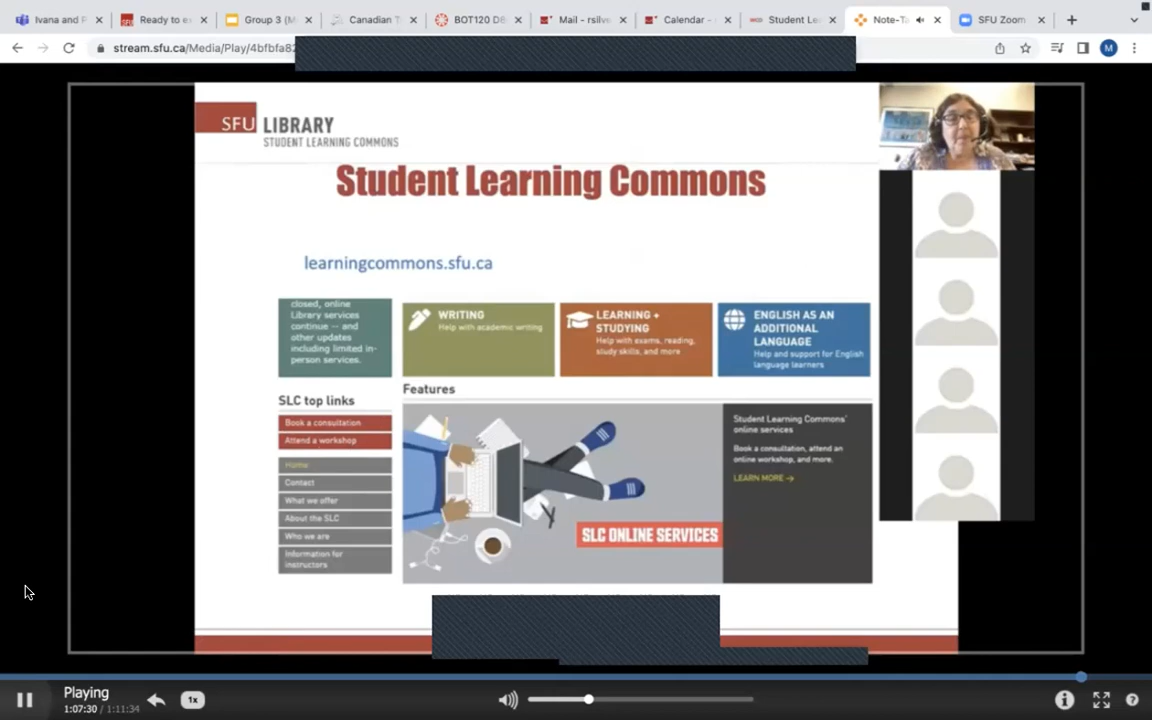 Ivana and P
Ready to es
Group 3 (M
Canadian T
BOT120 DB
Mail - rsilve
Calendar -
Student Lea
Note-Ta
SFU Zoom
stream.sfu.ca/Media/Play/4bfbfa82
M
SFU LIBRARY
STUDENT LEARNING COMMONS
Student Learning Commons
learningcommons.sfu.ca
closed, online
Library services
continue -- and
other updates
including limited in-
person services.
WRITING
Help with academic writing
LEARNING +
STUDYING
Help with exams, reading,
study skills, and more
ENGLISH AS AN
ADDITIONAL
LANGUAGE
Help and support for English
language learners
SLC top links
Book a consultation
Attend a workshop
Home
Contact
What we offer
About the SLC
Who we are
Information for
instructors
Features
SLC ONLINE SERVICES
Student Learning Commons'
online services
Book a consultation, attend an
online workshop, and more.
LEARN MORE →
Playing
1:07:30 / 1:11:34
1x